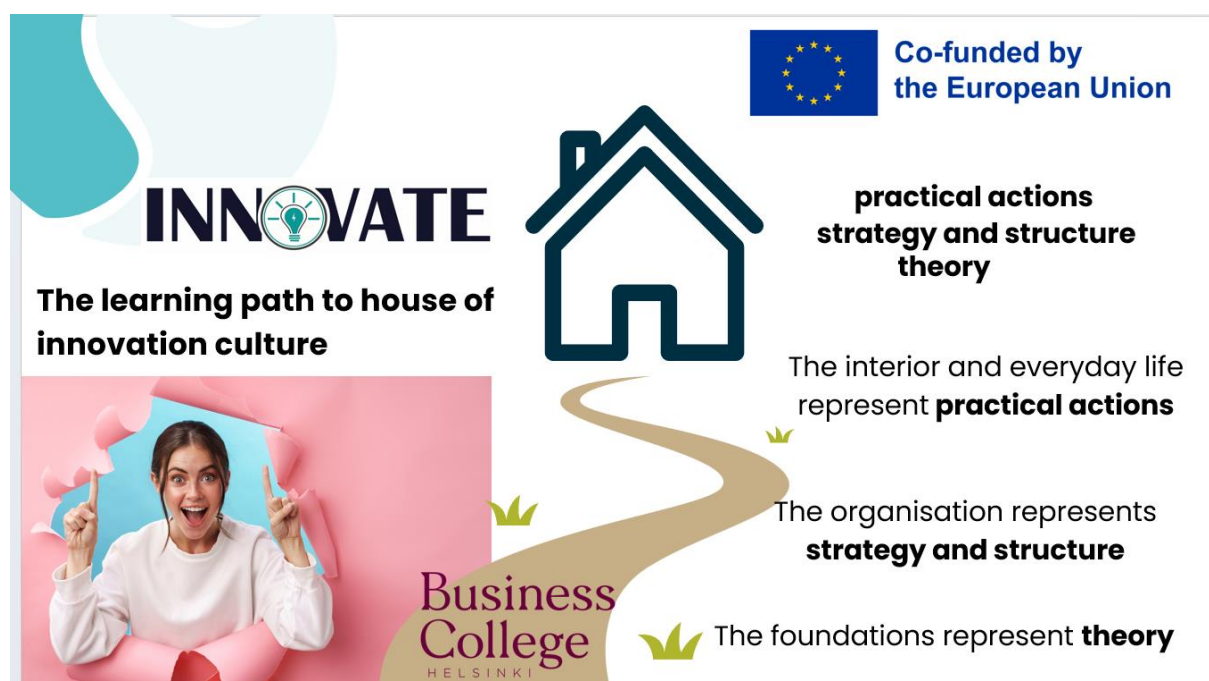 Co-funded by
the European Union
INNOVATE
The learning path to house of
innovation culture
practical actions
strategy and structure
theory
The interior and everyday life
represent practical actions
The organisation represents
strategy and structure
The foundations represent theory
Business
College
HELSINKI